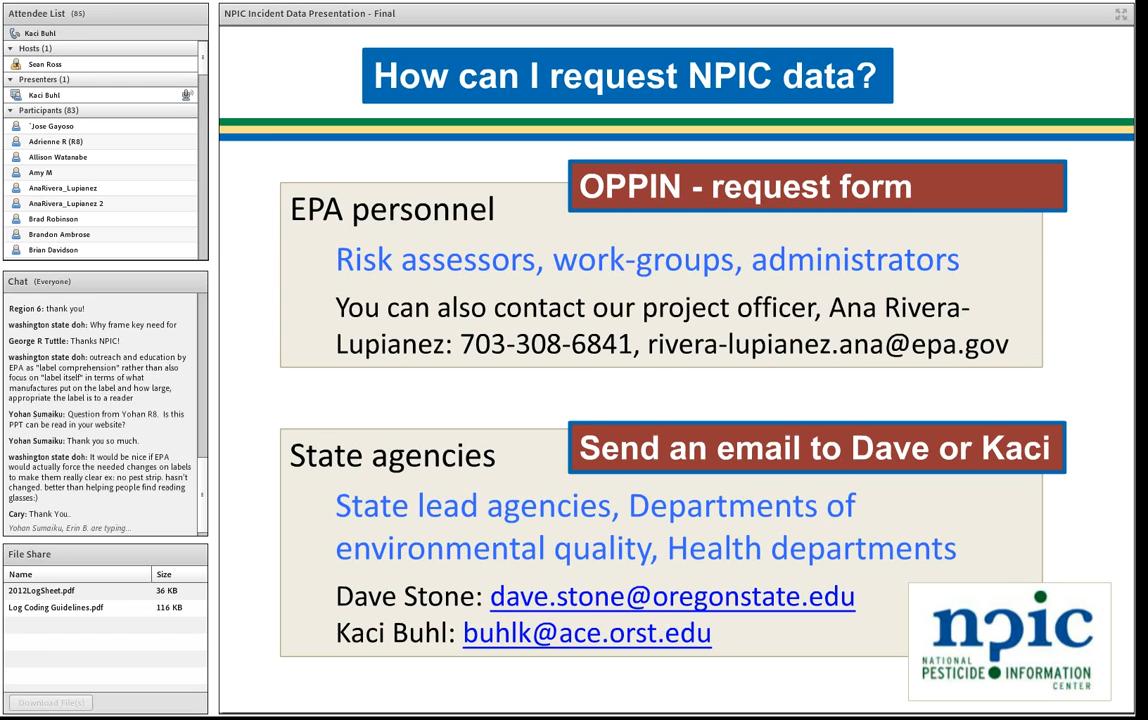 Attendee List (85)
Kaci Buhl
Hosts (1)
Sean Ross
Presenters (1)
Kaci Buhl
Participants (83)
`Jose Gayoso
Adrienne R (R8)
Allison Watanabe
Amy M
AnaRivera_Lupianez
AnaRivera_Lupianez 2
Brad Robinson
Brandon Ambrose
Brian Davidson
Chat (Everyone)
Region 6: thank you!
washington state doh: Why frame key need for
George R Tuttle: Thanks NPIC!
washington state doh: outreach and education by
EPA as "label comprehension" rather than also
focus on "label itself" in terms of what
manufactures put on the label and how large,
appropriate the label is to a reader
Yohan Sumaiku: Question from Yohan R8. Is this
PPT can be read in your website?
Yohan Sumaiku: Thank you so much.
washington state doh: It would be nice if EPA
would actually force the needed changes on labels
to make them really clear ex: no pest strip. hasn't
changed. better than helping people find reading
glasses:)
Cary: Thank You..
Yohan Sumaiku, Erin B. are typing...
File Share
Name Size
2012LogSheet.pdf 36 KB
Log Coding Guidelines.pdf 116 KB
Download File(s)
NPIC Incident Data Presentation - Final
How can I request NPIC data?
OPPIN - request form
EPA personnel
Risk assessors, work-groups, administrators
You can also contact our project officer, Ana Rivera-
Lupianez: 703-308-6841, rivera-lupianez.ana@epa.gov
Send an email to Dave or Kaci
State agencies
State lead agencies, Departments of
environmental quality, Health departments
Dave Stone: dave.stone@oregonstate.edu
Kaci Buhl: buhlk@ace.orst.edu
npic
NATIONAL
PESTICIDE INFORMATION
CENTER